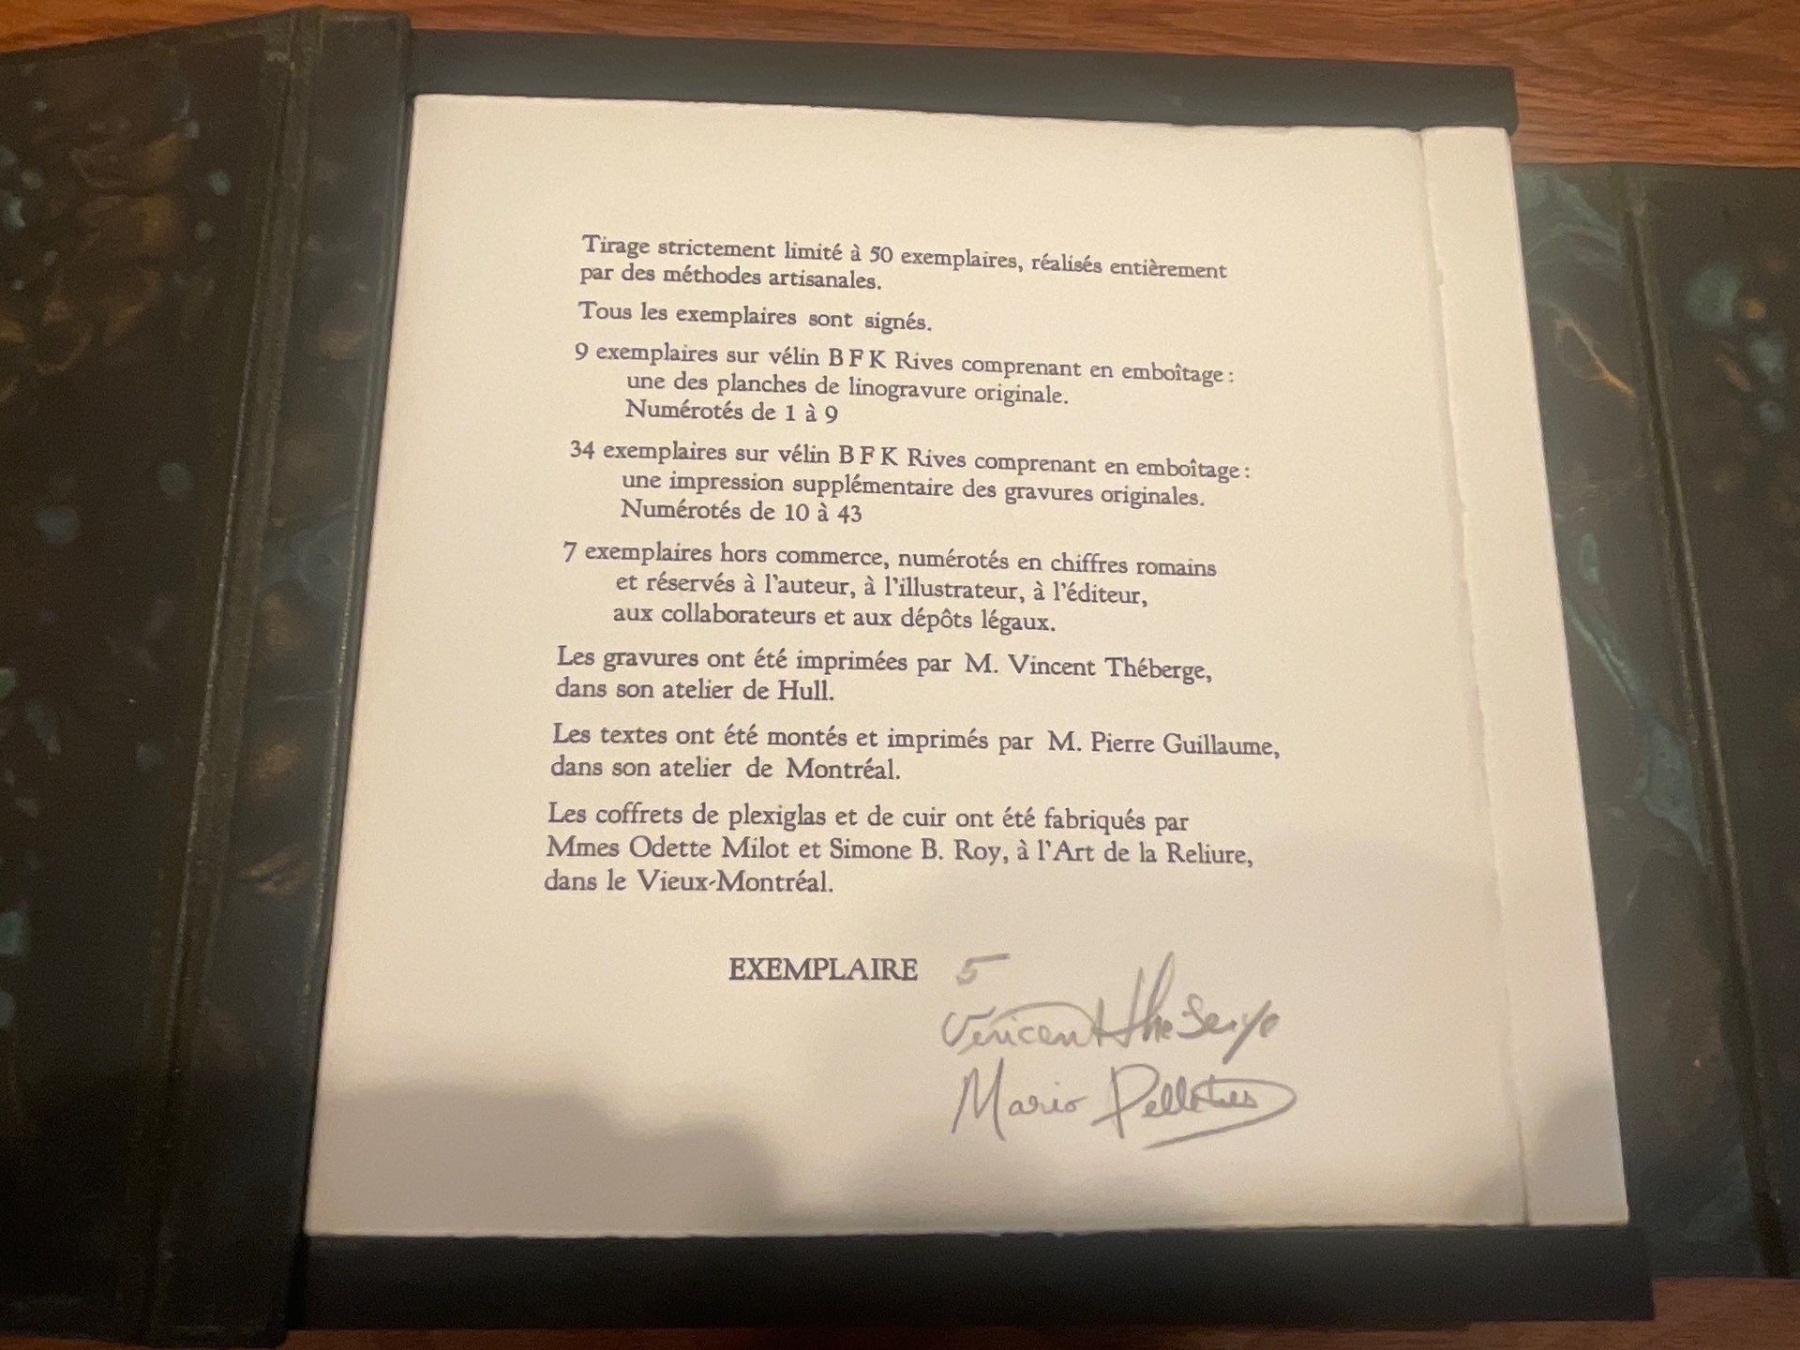 Tirage strictement limité à 50 exemplaires, réalisés entièrement
par des méthodes artisanales.
Tous les exemplaires sont signés.
9 exemplaires sur vélin B F K Rives comprenant en emboîtage :
une des planches de linogravure originale.
Numérotés de 1 à 9
34 exemplaires sur vélin B F K Rives comprenant en emboîtage :
une impression supplémentaire des gravures originales.
Numérotés de 10 à 43
7 exemplaires hors commerce, numérotés en chiffres romains
et réservés à l'auteur, à l'illustrateur, à l'éditeur,
aux collaborateurs et aux dépôts légaux.
Les gravures ont été imprimées par M. Vincent Théberge,
dans son atelier de Hull.
Les textes ont été montés et imprimés par M. Pierre Guillaume,
dans son atelier de Montréal.
Les coffrets de plexiglas et de cuir ont été fabriqués par
Mmes Odette Milot et Simone B. Roy, à l'Art de la Reliure,
dans le Vieux-Montréal.
EXEMPLAIRE 5
Vincent Theberge
Mario Pelletier